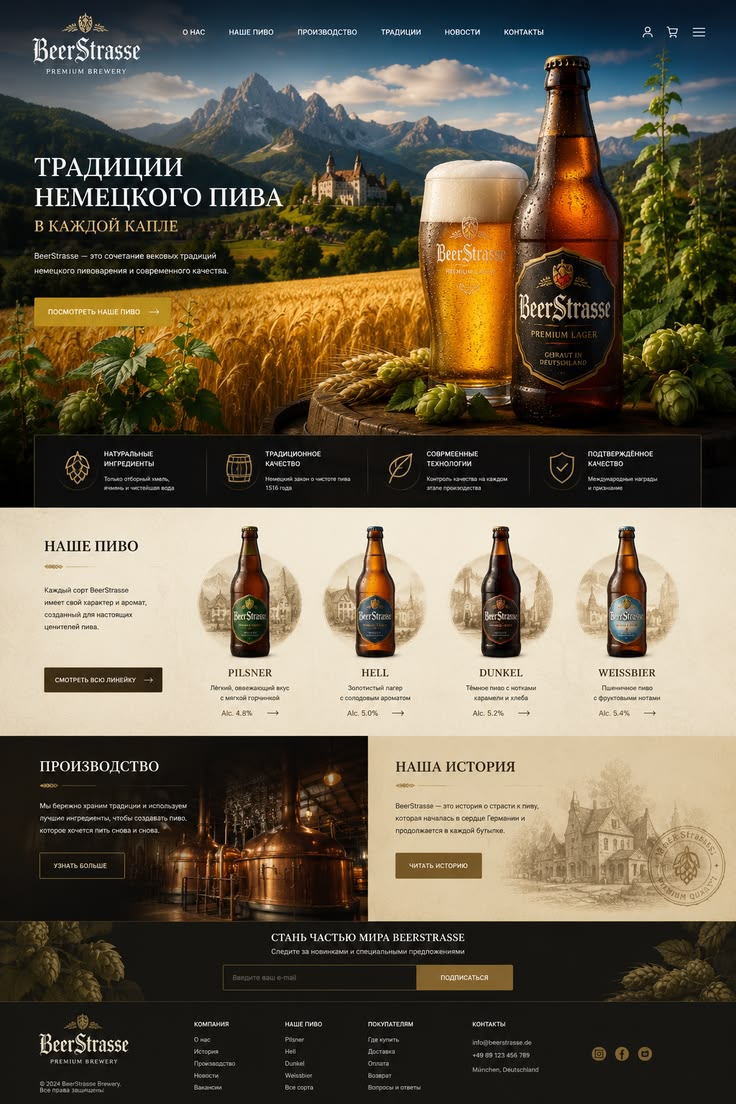 BeerStrasse
PREMIUM BREWERY
О НАС
НАШЕ ПИВО
ПРОИЗВОДСТВО
ТРАДИЦИИ
НОВОСТИ
КОНТАКТЫ
ТРАДИЦИИ
НЕМЕЦКОГО ПИВА
В КАЖДОЙ КАПЛЕ
BeerStrasse — это сочетание вековых традиций
немецкого пивоварения и современного качества.
ПОСМОТРЕТЬ НАШЕ ПИВО
BeerStrasse
BeerStrasse
PREMIUM LAGER
GEBRAUT IN
DEUTSCHLAND
НАТУРАЛЬНЫЕ
ИНГРЕДИЕНТЫ
Только отборный хмель,
ячмень и чистейшая вода
ТРАДИЦИОННОЕ
КАЧЕСТВО
Немецкий закон о чистоте пива
1516 года
СОВРМЕЕННЫЕ
ТЕХНОЛОГИИ
Контроль качества на каждом
этапе производства
ПОДТВЕРЖДЁННОЕ
КАЧЕСТВО
Международные награды
и признание
НАШЕ ПИВО
Каждый сорт BeerStrasse
имеет свой характер и аромат,
созданный для настоящих
ценителей пива.
СМОТРЕТЬ ВСЮ ЛИНЕЙКУ
BeerStrasse
PILSNER
Лёгкий, освежающий вкус
с мягкой горчинкой
Alc. 4.8%
BeerStrasse
HELL
Золотистый лагер
с солодовым ароматом
Alc. 5.0%
BeerStrasse
DUNKEL
Тёмное пиво с нотками
карамели и хлеба
Alc. 5.2%
BeerStrasse
WEISSBIER
Пшеничное пиво
с фруктовыми нотами
Alc. 5.4%
ПРОИЗВОДСТВО
Мы бережно храним традиции и используем
лучшие ингредиенты, чтобы создавать пиво,
которое хочется пить снова и снова.
УЗНАТЬ БОЛЬШЕ
НАША ИСТОРИЯ
BeerStrasse — это история о страсти к пиву,
которая началась в сердце Германии и
продолжается в каждой бутылке.
ЧИТАТЬ ИСТОРИЮ
СТАНЬ ЧАСТЬЮ МИРА BEERSTRASSE
Следите за новинками и специальными предложениями
Введите ваш e-mail
ПОДПИСАТЬСЯ
BeerStrasse
PREMIUM BREWERY
© 2024 BeerStrasse Brewery.
Все права защищены.
КОМПАНИЯ
О нас
История
Производство
Новости
Вакансии
НАШЕ ПИВО
Pilsner
Hell
Dunkel
Weissbier
Все сорта
ПОКУПАТЕЛЯМ
Где купить
Доставка
Оплата
Возврат
Вопросы и ответы
КОНТАКТЫ
info@beerstrasse.de
+49 89 123 456 789
München, Deutschland